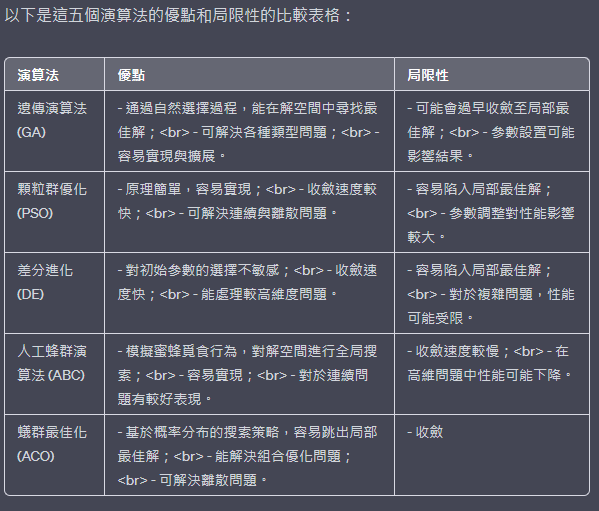 以下是這五個演算法的優點和局限性的比較表格：
演算法
優點
局限性
遺傳演算法
(GA)
- 通過自然選擇過程，能在解空間中尋找最
佳解；<br> - 可解決各種類型問題；<br> -
容易實現與擴展。
- 可能會過早收斂至局部最
佳解；<br> - 參數設置可能
影響結果。
顆粒群優化
(PSO)
- 原理簡單，容易實現；<br> - 收斂速度較
快；<br> - 可解決連續與離散問題。
- 容易陷入局部最佳解；
<br> - 參數調整對性能影響
較大。
差分進化
(DE)
- 對初始參數的選擇不敏感；<br> - 收斂速
度快；<br> - 能處理較高維度問題。
- 容易陷入局部最佳解；
<br> - 對於複雜問題，性能
可能受限。
人工蜂群演
算法 (ABC)
- 模擬蜜蜂覓食行為，對解空間進行全局搜
索；<br> - 容易實現；<br> - 對於連續問
題有較好表現。
- 收斂速度較慢；<br> - 在
高維問題中性能可能下降。
蟻群最佳化
(ACO)
- 基於概率分布的搜索策略，容易跳出局部
最佳解；<br> - 能解決組合優化問題；
<br> - 可解決離散問題。
- 收斂